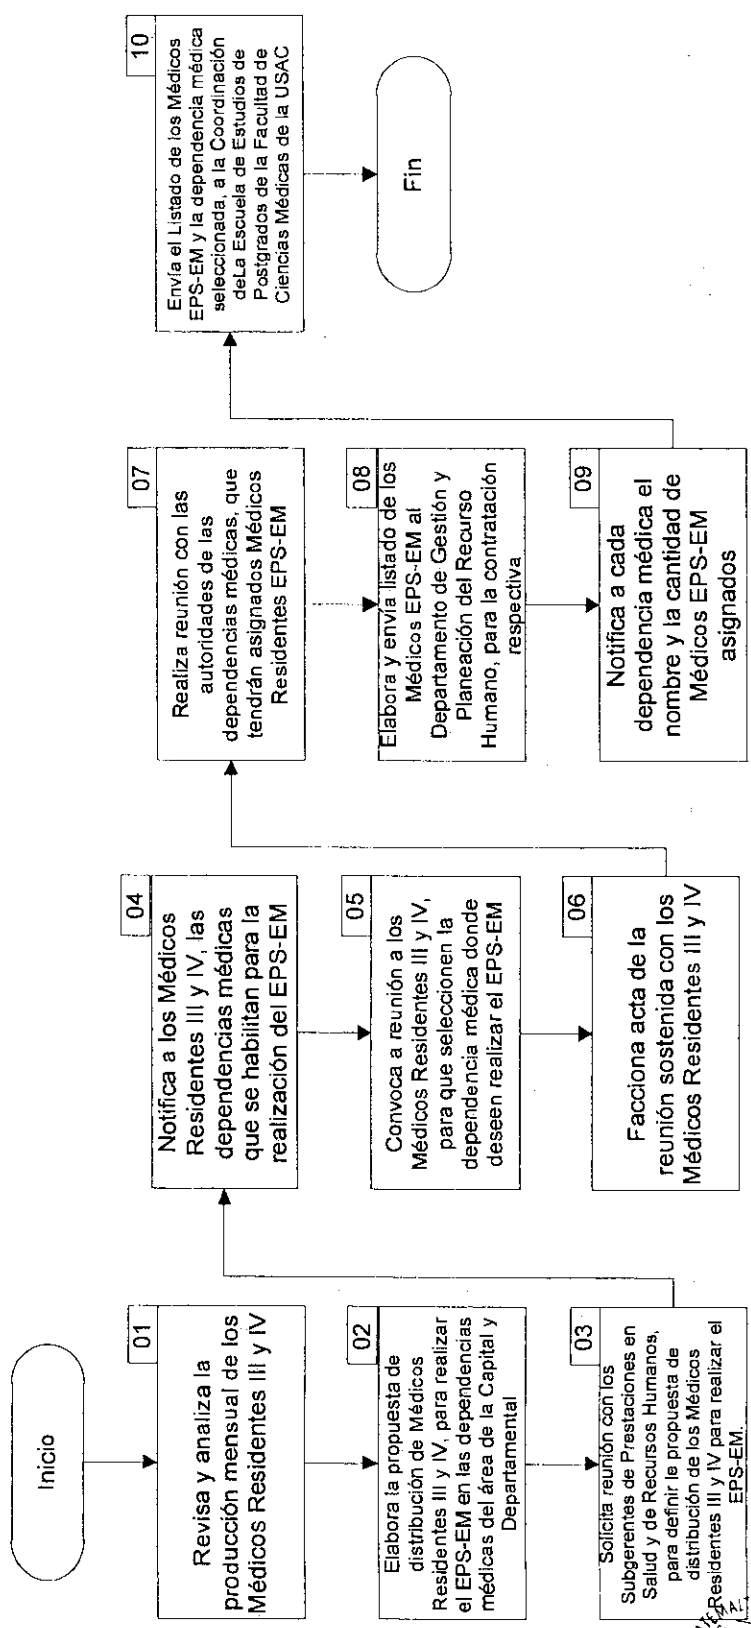 Inicio
01
Revisa y analiza la
producción mensual de los
Médicos Residentes III y IV
02
Elabora la propuesta de
distribución de Médicos
Residentes III y IV, para realizar
el EPS-EM en las dependencias
médicas del área de la Capital y
Departamental
03
Solicita reunión con los
Subgerentes de Prestaciones en
Salud y de Recursos Humanos,
para definir le propuesta de
distribución de los Médicos
Residentes III y IV para realizar el
EPS-EM.
04
Notifica a los Médicos
Residentes III y IV, las
dependencias médicas
que se habilitan para la
realización del EPS-EM
05
Convoca a reunión a los
Médicos Residentes III y IV,
para que seleccionen la
dependencia médica donde
deseen realizar el EPS-EM
06
Facciona acta de la
reunión sostenida con los
Médicos Residentes III y IV
07
Realiza reunión con las
autoridades de las
dependencias médicas, que
tendrán asignados Médicos
Residentes EPS-EM
08
Elabora y envía listado de los
Médicos EPS-EM al
Departamento de Gestión y
Planeación del Recurso
Humano, para la contratación
respectiva
09
Notifica a cada
dependencia médica el
nombre y la cantidad de
Médicos EPS-EM
asignados
10
Envía el Listado de los Médicos
EPS-EM y la dependencia médica
seleccionada, a la Coordinación
deLa Escuela de Estudios de
Postgrados de la Facultad de
Ciencias Médicas de la USAC
Fin